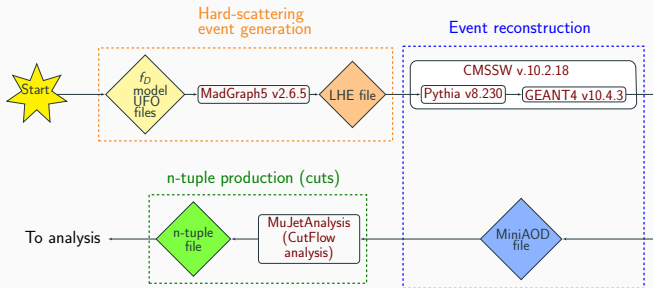 Hard-scattering
event generation
Event reconstruction
Start
f_D
model
UFO
files
MadGraph5 v2.6.5
LHE file
CMSSW v.10.2.18
Pythia v8.230
GEANT4 v10.4.3
n-tuple production (cuts)
To analysis
n-tuple
file
MuJetAnalysis
(CutFlow
analysis)
MiniAOD
file